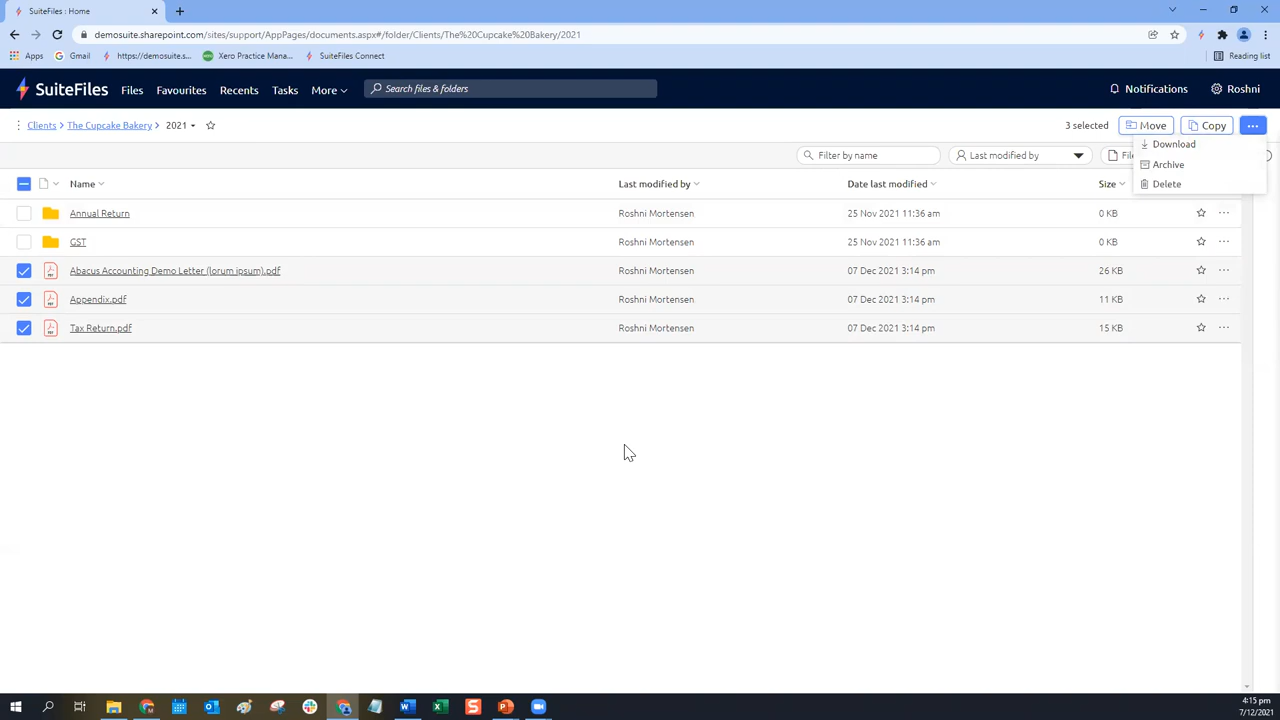 SuiteFiles : Home
demosuite.sharepoint.com/sites/support/AppPages/documents.aspx#/folder/Clients/The%20Cupcake%20Bakery/2021
Apps Gmail https://demosuite.s... Xero Practice Mana... SuiteFiles Connect Reading list
SuiteFiles Files Favourites Recents Tasks More Search files & folders Notifications Roshni
Clients > The Cupcake Bakery > 2021 3 selected Move Copy ...
Download
Filter by name Last modified by
Archive
Name Last modified by Date last modified Size Delete
Annual Return Roshni Mortensen 25 Nov 2021 11:36 am 0 KB
GST Roshni Mortensen 25 Nov 2021 11:36 am 0 KB
Abacus Accounting Demo Letter (lorum ipsum).pdf Roshni Mortensen 07 Dec 2021 3:14 pm 26 KB
Appendix.pdf Roshni Mortensen 07 Dec 2021 3:14 pm 11 KB
Tax Return.pdf Roshni Mortensen 07 Dec 2021 3:14 pm 15 KB
4:15 pm
7/12/2021